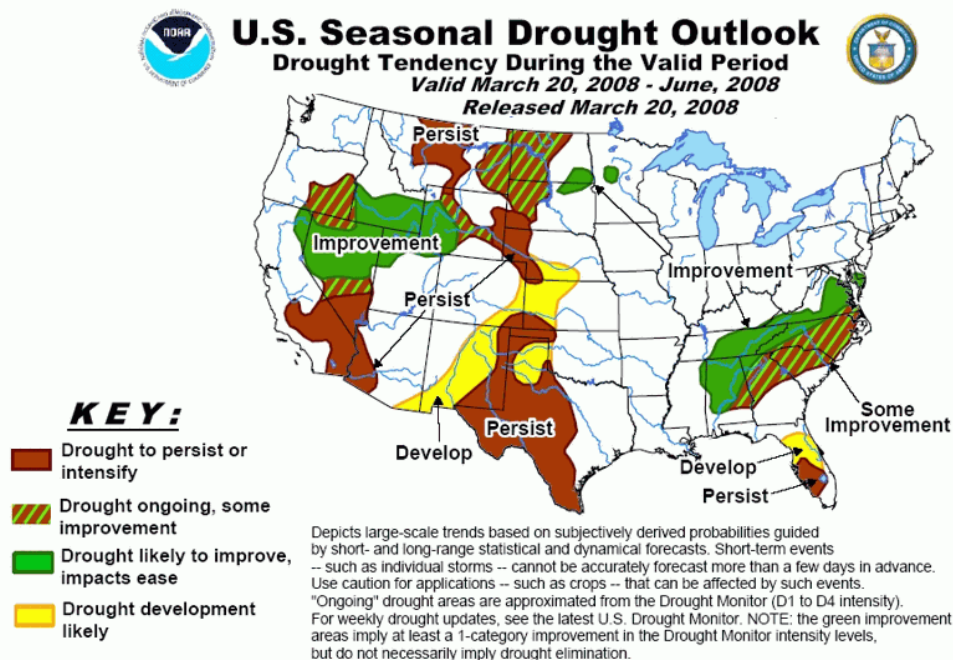 NOAA
U.S. Seasonal Drought Outlook
Drought Tendency During the Valid Period
Valid March 20, 2008 - June, 2008
Released March 20, 2008
Persist
Improvement
Improvement
Persist
Some
Improvement
Persist
Develop
Develop
Persist
KEY:
Drought to persist or
intensify
Drought ongoing, some
improvement
Drought likely to improve,
impacts ease
Drought development
likely
Depicts large-scale trends based on subjectively derived probabilities guided
by short- and long-range statistical and dynamical forecasts. Short-term events
-- such as individual storms -- cannot be accurately forecast more than a few days in advance.
Use caution for applications -- such as crops -- that can be affected by such events.
"Ongoing" drought areas are approximated from the Drought Monitor (D1 to D4 intensity).
For weekly drought updates, see the latest U.S. Drought Monitor. NOTE: the green improvement
areas imply at least a 1-category improvement in the Drought Monitor intensity levels,
but do not necessarily imply drought elimination.